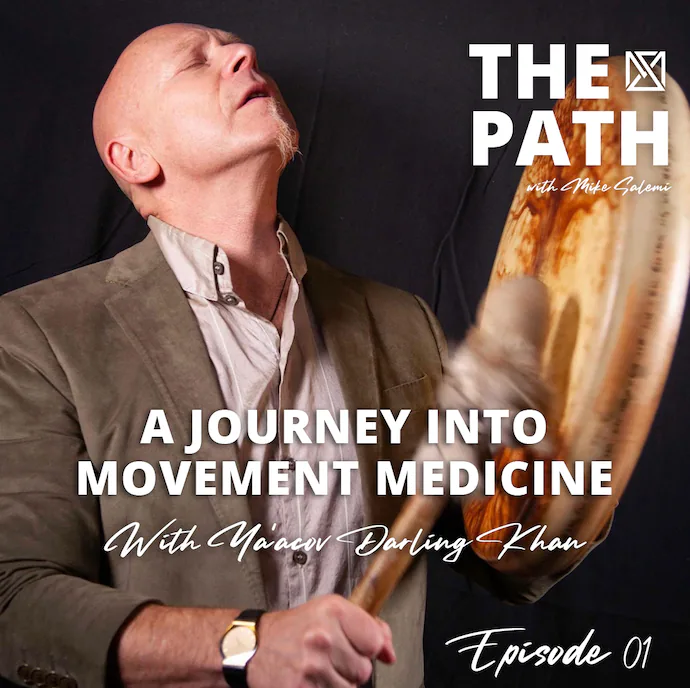 THE
PATH
with Mike Salemi
A JOURNEY INTO
MOVEMENT MEDICINE
With Ya'acov Darling Khan
Episode 01